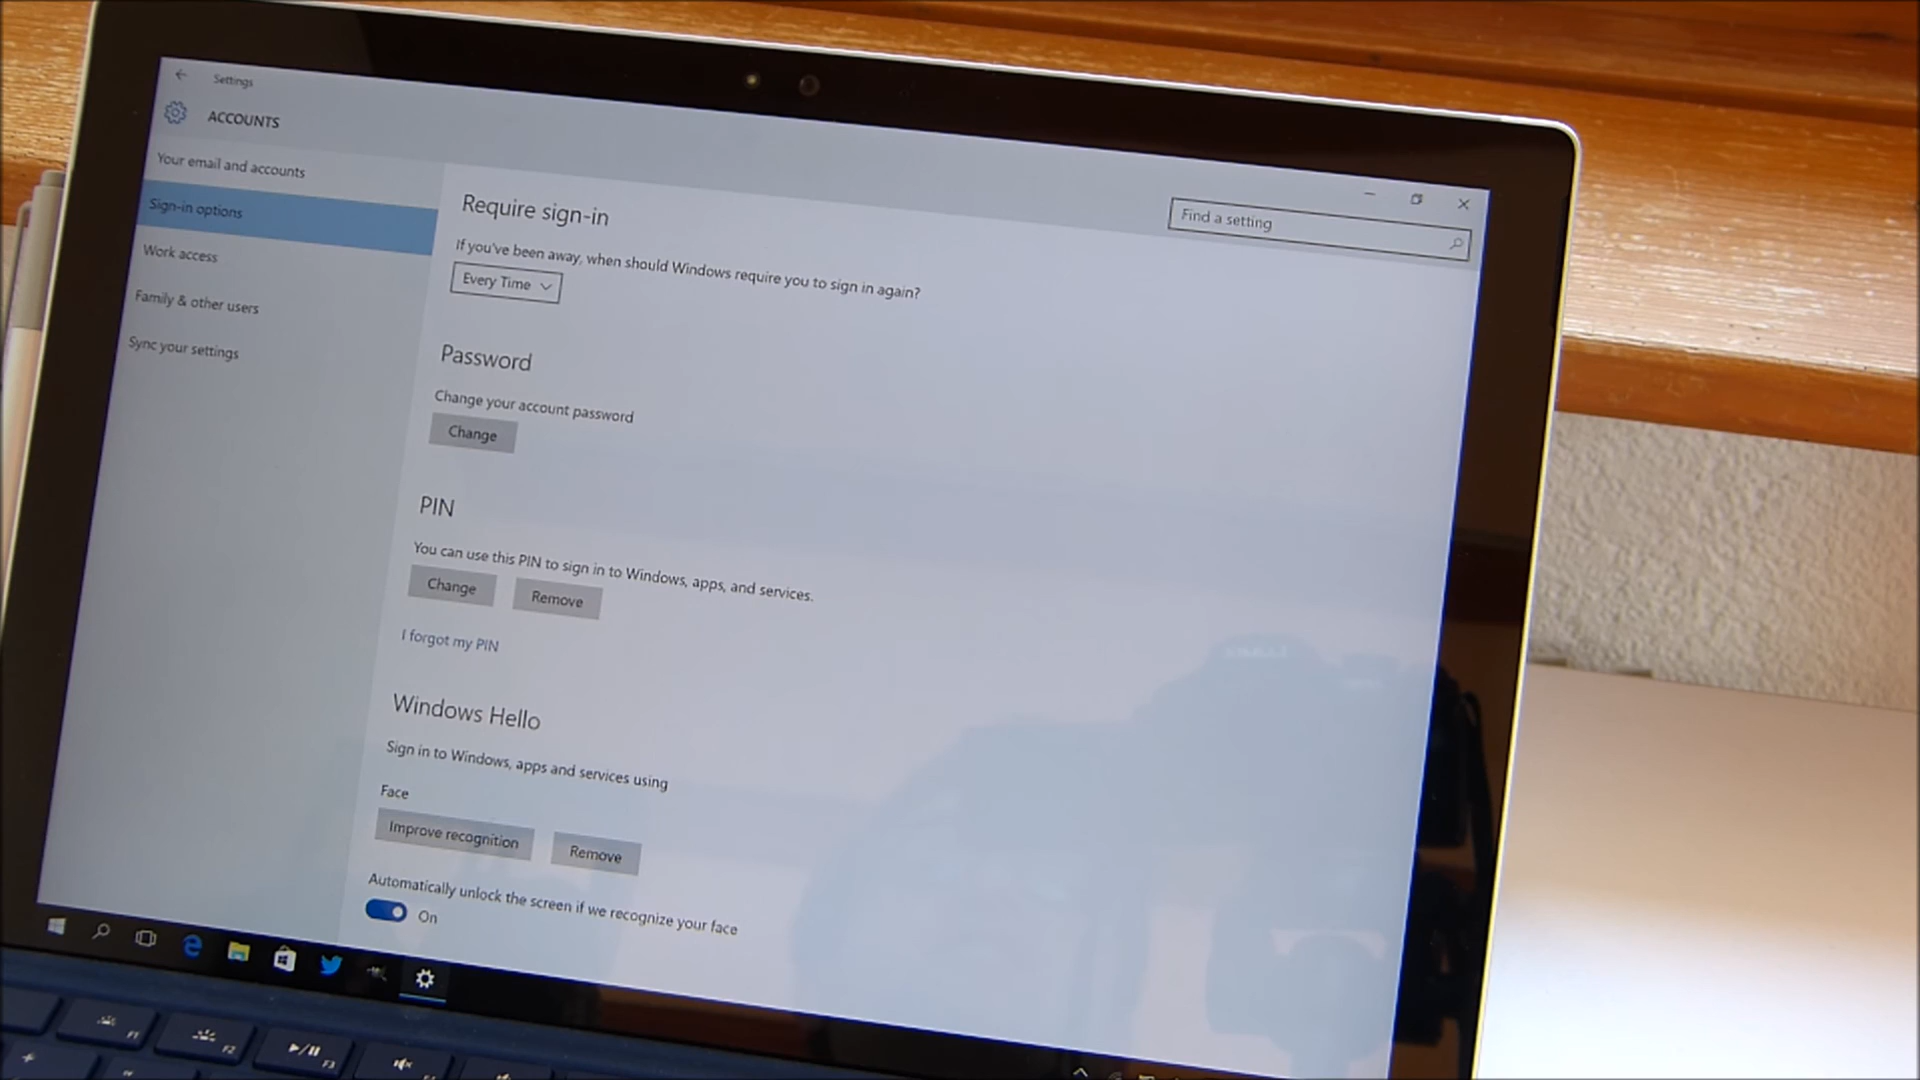 Settings
ACCOUNTS
Find a setting
Your email and accounts
Sign-in options
Work access
Family & other users
Sync your settings
Require sign-in
If you've been away, when should Windows require you to sign in again?
Every Time
Password
Change your account password
Change
PIN
You can use this PIN to sign in to Windows, apps, and services.
Change Remove
I forgot my PIN
Windows Hello
Sign in to Windows, apps and services using
Face
Improve recognition Remove
Automatically unlock the screen if we recognize your face
On
F1 F2 F3